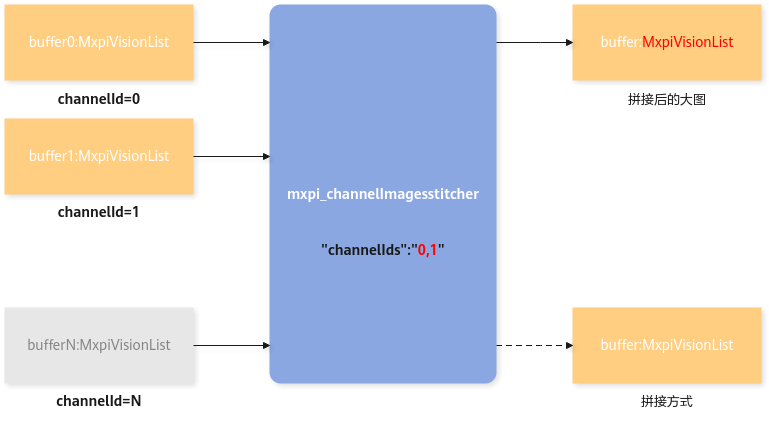 buffer0:MxpiVisionList
channelId=0
buffer1:MxpiVisionList
channelId=1
bufferN:MxpiVisionList
channelId=N
mxpi_channelImagesstitcher
"channelIds":"0,1"
buffer:MxpiVisionList
拼接后的大图
buffer:MxpiVisionList
拼接方式